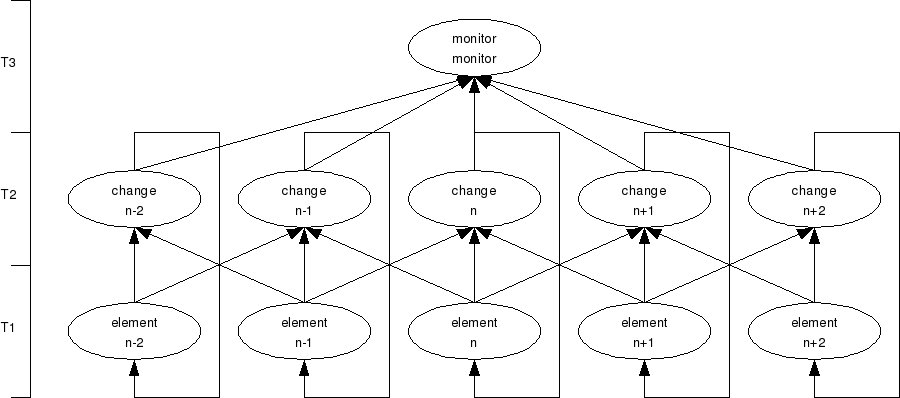 monitor
monitor
T3
change
n-2
change
n-1
change
n
change
n+1
change
n+2
T2
element
n-2
element
n-1
element
n
element
n+1
element
n+2
T1